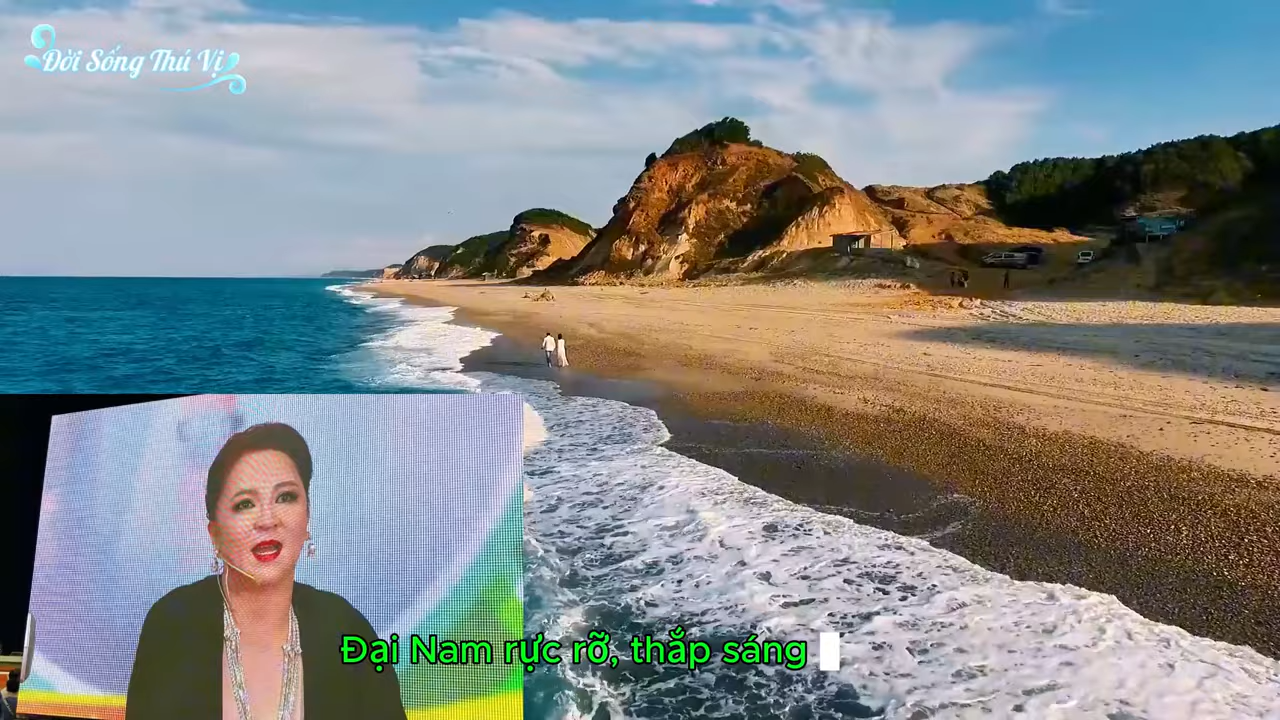 Đời Sống Thú Vị
Đại Nam rực rỡ, thắp sáng